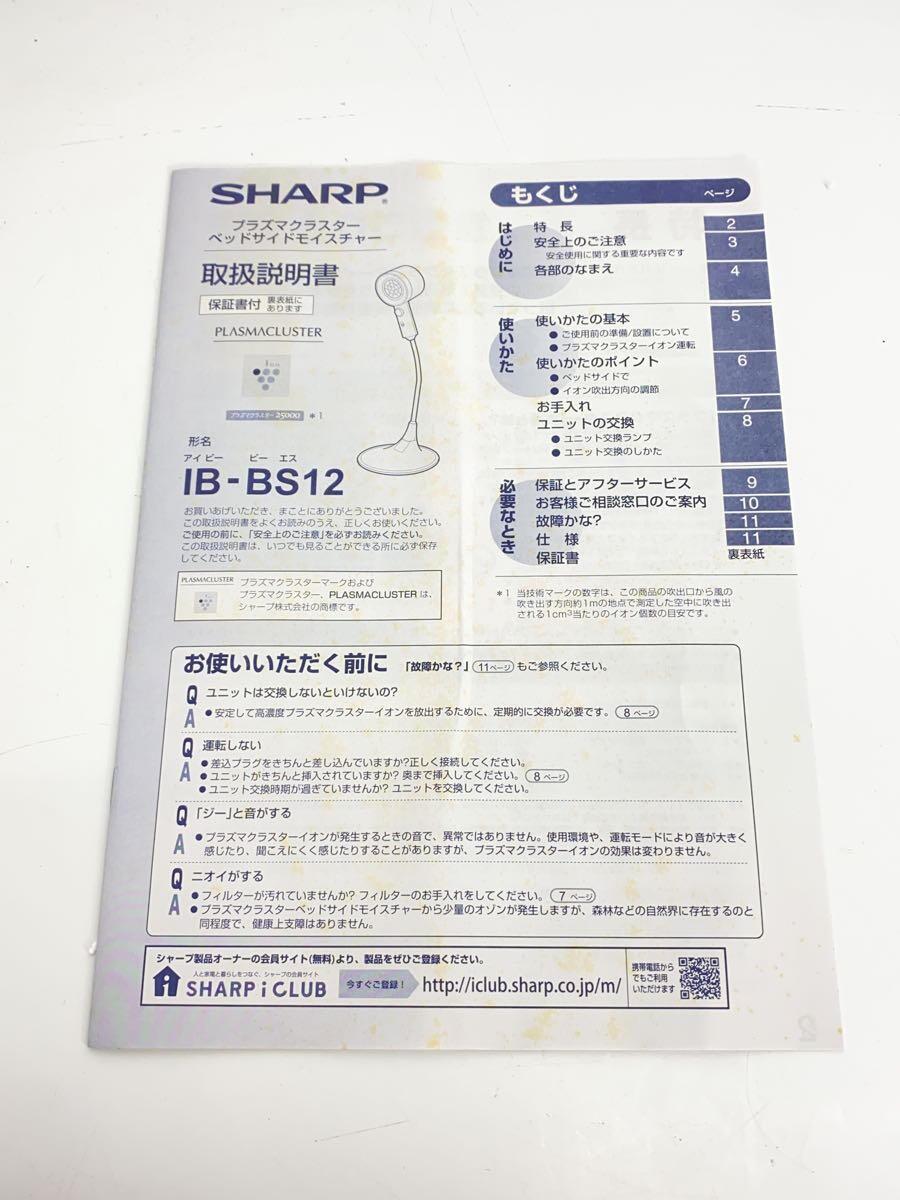 SHARP®
プラズマクラスター
ベッドサイドモイスチャー
取扱説明書
保証書付 裏表紙にあります
PLASMACLUSTER
プラズマクラスター25000 *1
形名
アイ ビー ビー エス
IB-BS12
お買いあげいただき、まことにありがとうございました。
この取扱説明書をよくお読みのうえ、正しくお使いください。
ご使用の前に、「安全上のご注意」を必ずお読みください。
この取扱説明書は、いつでも見ることができる所に必ず保存
してください。
PLASMACLUSTER
プラズマクラスターマークおよび
プラズマクラスター、PLASMACLUSTER は、
シャープ株式会社の商標です。
もくじ ページ
はじめに
特 長 2
安全上のご注意 3
安全使用に関する重要な内容です
各部のなまえ 4
使いかた
使いかたの基本 5
● ご使用前の準備/設置について
● プラズマクラスターイオン運転
使いかたのポイント 6
● ベッドサイドで
● イオン吹出方向の調節
お手入れ 7
ユニットの交換 8
● ユニット交換ランプ
● ユニット交換のしかた
必要なとき
保証とアフターサービス 9
お客様ご相談窓口のご案内 10
故障かな? 11
仕 様 11
保証書 裏表紙
*1 当技術マークの数字は、この商品の吹出口から風の
吹き出す方向約1mの地点で測定した空中に吹き出
される1cm³当たりのイオン個数の目安です。
お使いいただく前に 「故障かな?」 11ページ もご参照ください。
Q ユニットは交換しないといけないの?
A ● 安定して高濃度プラズマクラスターイオンを放出するために、定期的に交換が必要です。 8 ページ
Q 運転しない
A ● 差込プラグをきちんと差し込んでいますか?正しく接続してください。
● ユニットがきちんと挿入されていますか? 奥まで挿入してください。 8 ページ
● ユニット交換時期が過ぎていませんか? ユニットを交換してください。
Q 「ジー」と音がする
A ● プラズマクラスターイオンが発生するときの音で、異常ではありません。使用環境や、運転モードにより音が大きく
感じたり、聞こえにくく感じたりすることがありますが、プラズマクラスターイオンの効果は変わりません。
Q ニオイがする
A ● フィルターが汚れていませんか? フィルターのお手入れをしてください。 7 ページ
● プラズマクラスターベッドサイドモイスチャーから少量のオゾンが発生しますが、森林などの自然界に存在するのと
同程度で、健康上支障はありません。
シャープ製品オーナーの会員サイト(無料)より、製品をぜひご登録ください。
人と家電と暮らしをつなぐ、シャープの会員サイト
SHARP i CLUB 今すぐご登録! http://iclub.sharp.co.jp/m/
携帯電話から
でもご利用
いただけます